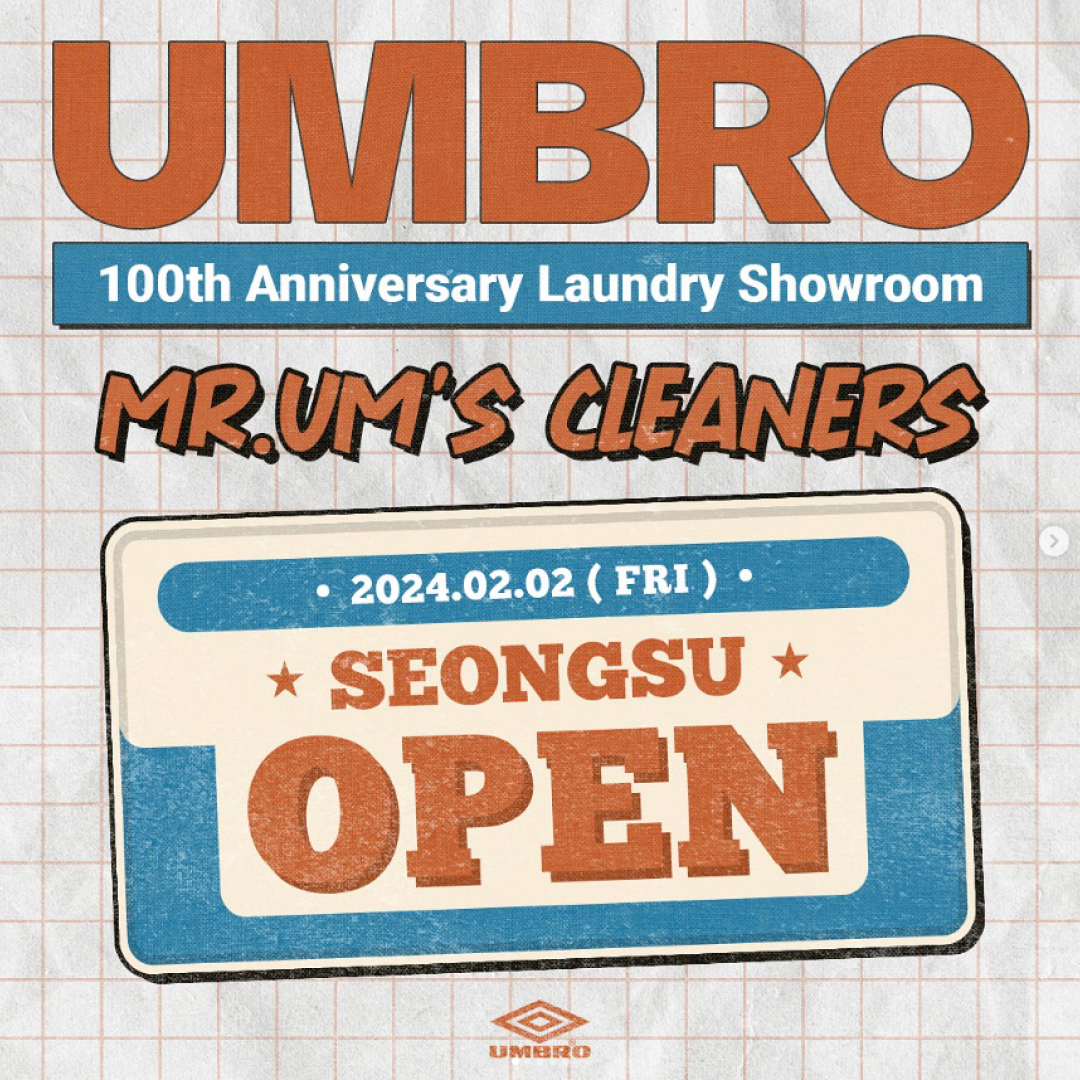 UMBRO
100th Anniversary Laundry Showroom
MR.UM'S CLEANERS
• 2024.02.02 ( FRI ) •
★ SEONGSU ★
OPEN
UMBRO®